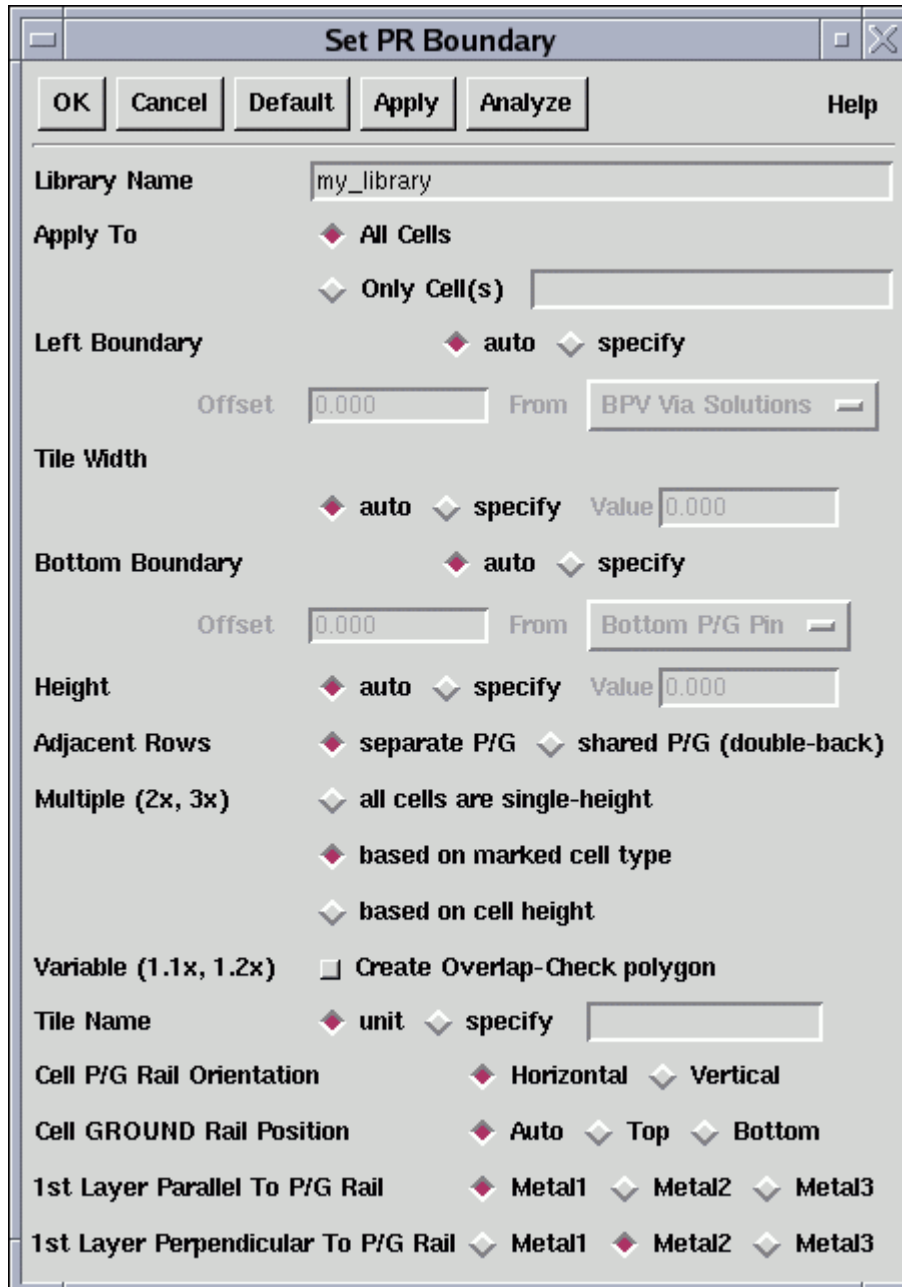 Set PR Boundary
OK Cancel Default Apply Analyze Help
Library Name my_library
Apply To All Cells
Only Cell(s)
Left Boundary auto specify
Offset 0.000 From BPV Via Solutions
Tile Width
auto specify Value 0.000
Bottom Boundary auto specify
Offset 0.000 From Bottom P/G Pin
Height auto specify Value 0.000
Adjacent Rows separate P/G shared P/G (double-back)
Multiple (2x, 3x) all cells are single-height
based on marked cell type
based on cell height
Variable (1.1x, 1.2x) Create Overlap-Check polygon
Tile Name unit specify
Cell P/G Rail Orientation Horizontal Vertical
Cell GROUND Rail Position Auto Top Bottom
1st Layer Parallel To P/G Rail Metal1 Metal2 Metal3
1st Layer Perpendicular To P/G Rail Metal1 Metal2 Metal3